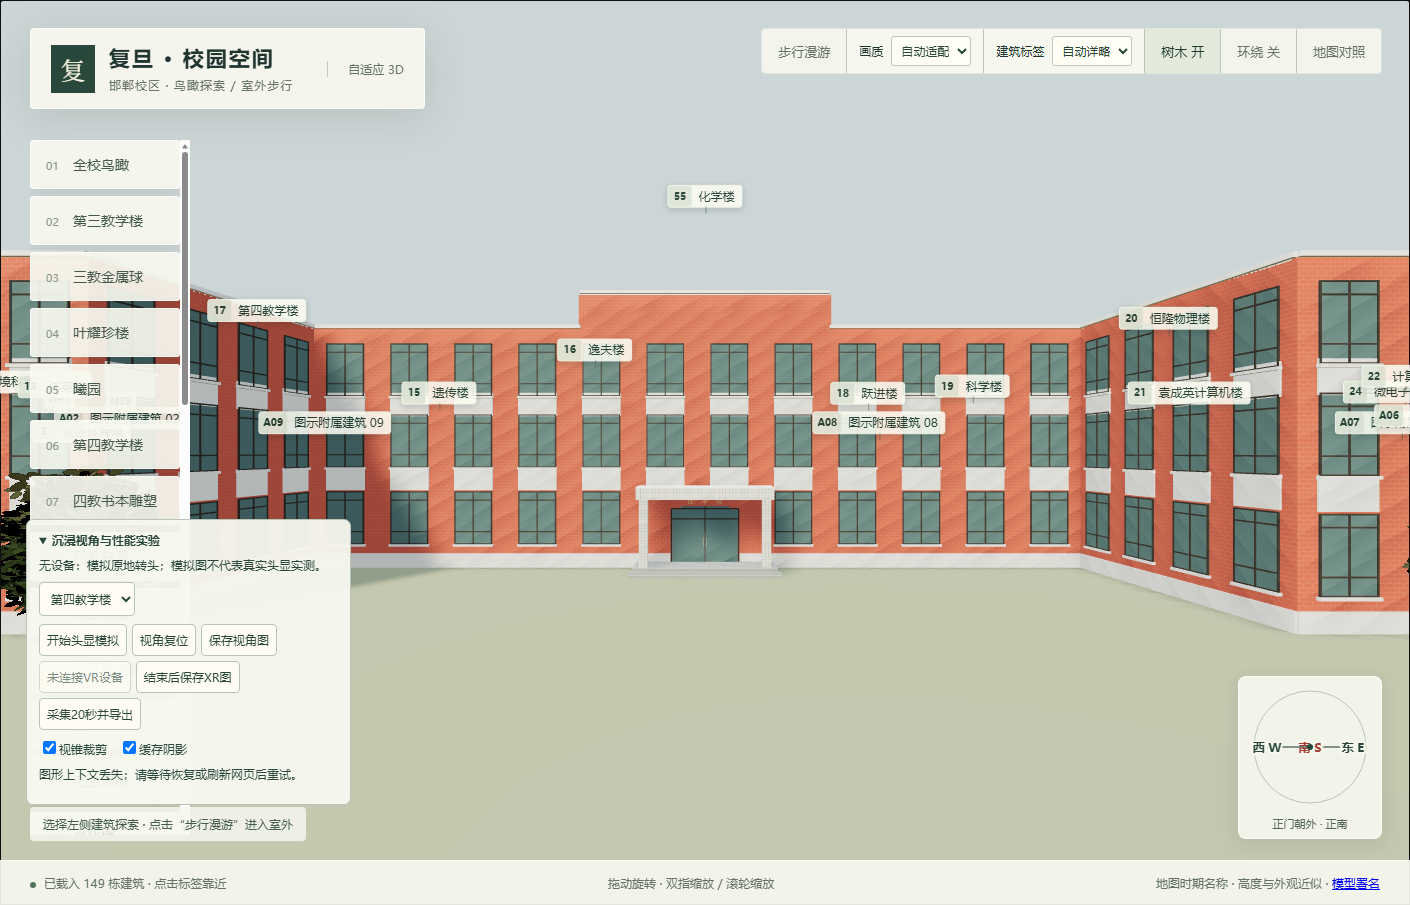 复
复旦 · 校园空间
邯郸校区 · 鸟瞰探索 / 室外步行
自适应 3D
步行漫游
画质
自动适配
建筑标签
自动详略
树木 开
环绕 关
地图对照
01 全校鸟瞰
02 第三教学楼
03 三教金属球
04 叶耀珍楼
05 曦园
06 第四教学楼
07 四教书本雕塑
55 化学楼
17 第四教学楼
16 逸夫楼
20 恒隆物理楼
15 遗传楼
18 跃进楼
19 科学楼
21 袁成英计算机楼
22 计算
24 微电子
境科
A02 图示附属建筑 02
A09 图示附属建筑 09
A08 图示附属建筑 08
A07
A06
▼ 沉浸视角与性能实验
无设备：模拟原地转头；模拟图不代表真实头显实测。
第四教学楼
开始头显模拟
视角复位
保存视角图
未连接VR设备
结束后保存XR图
采集20秒并导出
视锥裁剪
缓存阴影
图形上下文丢失；请等待恢复或刷新网页后重试。
选择左侧建筑探索 · 点击“步行漫游”进入室外
西 W 南 S 东 E
正门朝外 · 正南
已载入 149 栋建筑 · 点击标签靠近
拖动旋转 · 双指缩放 / 滚轮缩放
地图时期名称 · 高度与外观近似 · 模型署名